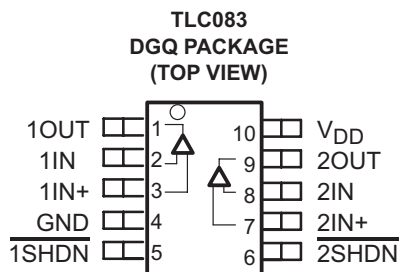 TLC083
DGQ PACKAGE
(TOP VIEW)
1OUT 1 10 VDD
1IN 2 9 2OUT
1IN+ 3 8 2IN
GND 4 7 2IN+
1SHDN 5 6 2SHDN